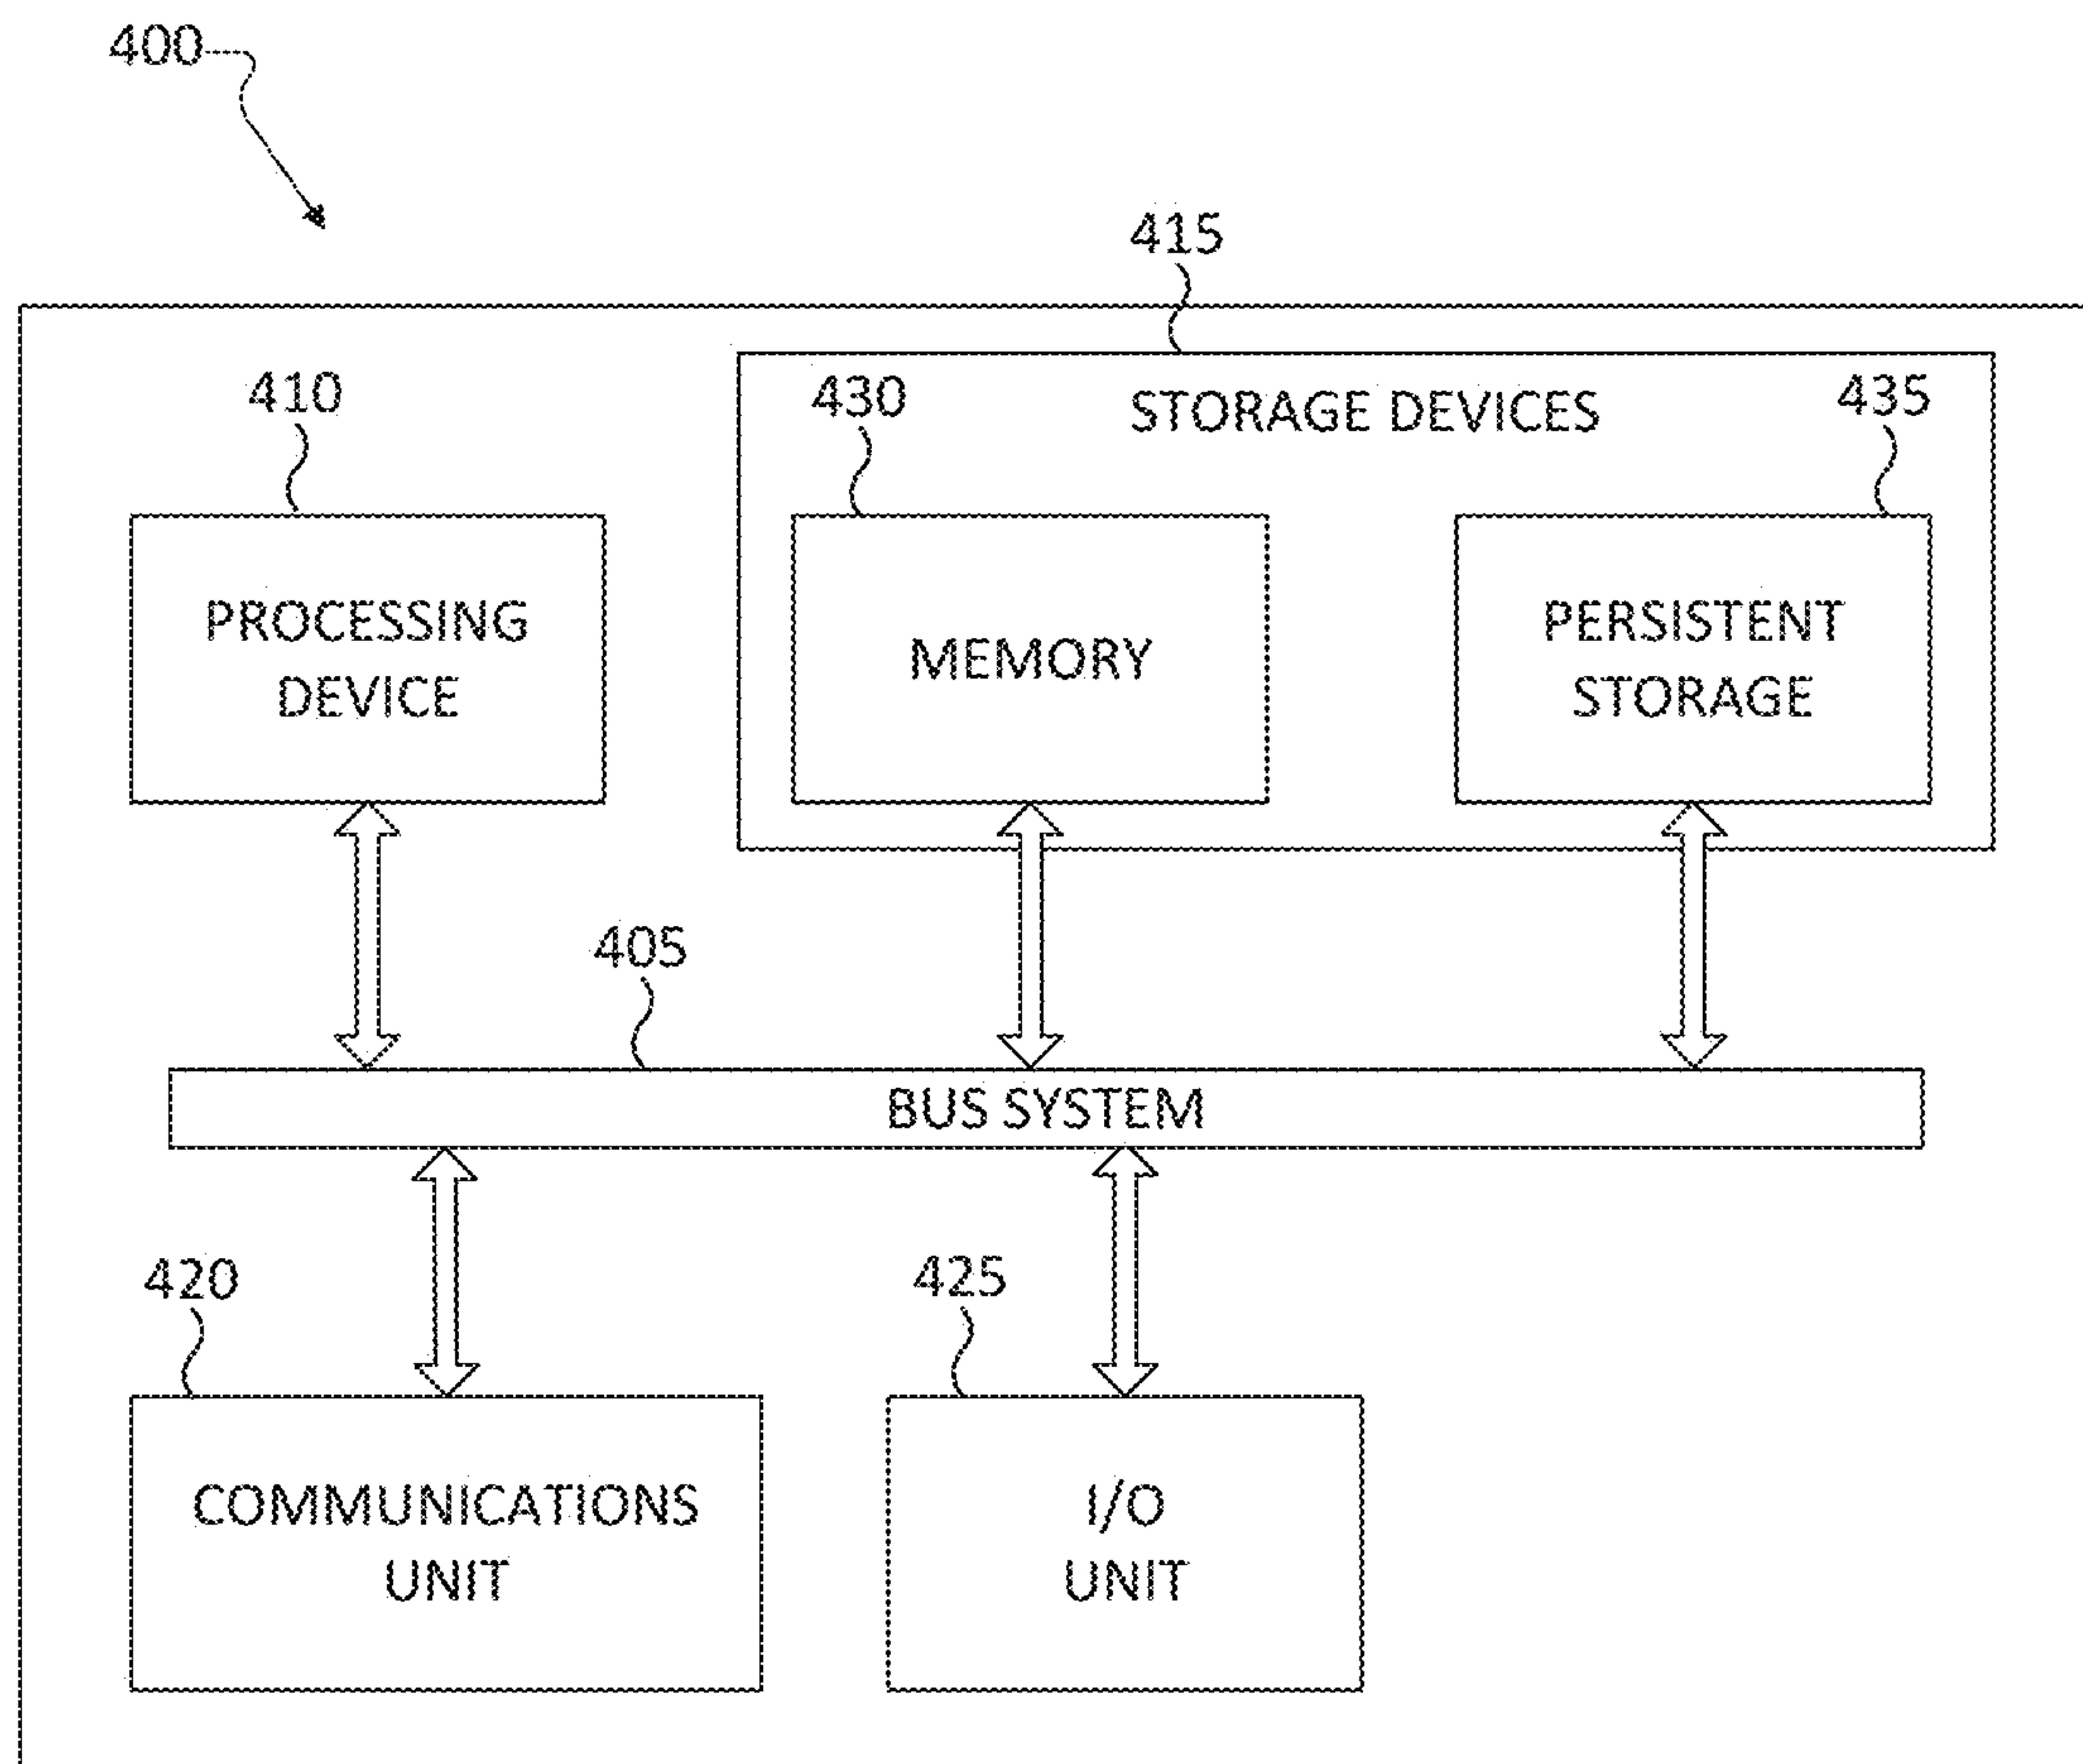 400
415
410
430
STORAGE DEVICES
435
PROCESSING
DEVICE
MEMORY
PERSISTENT
STORAGE
405
BUS SYSTEM
420
425
COMMUNICATIONS
UNIT
I/O
UNIT